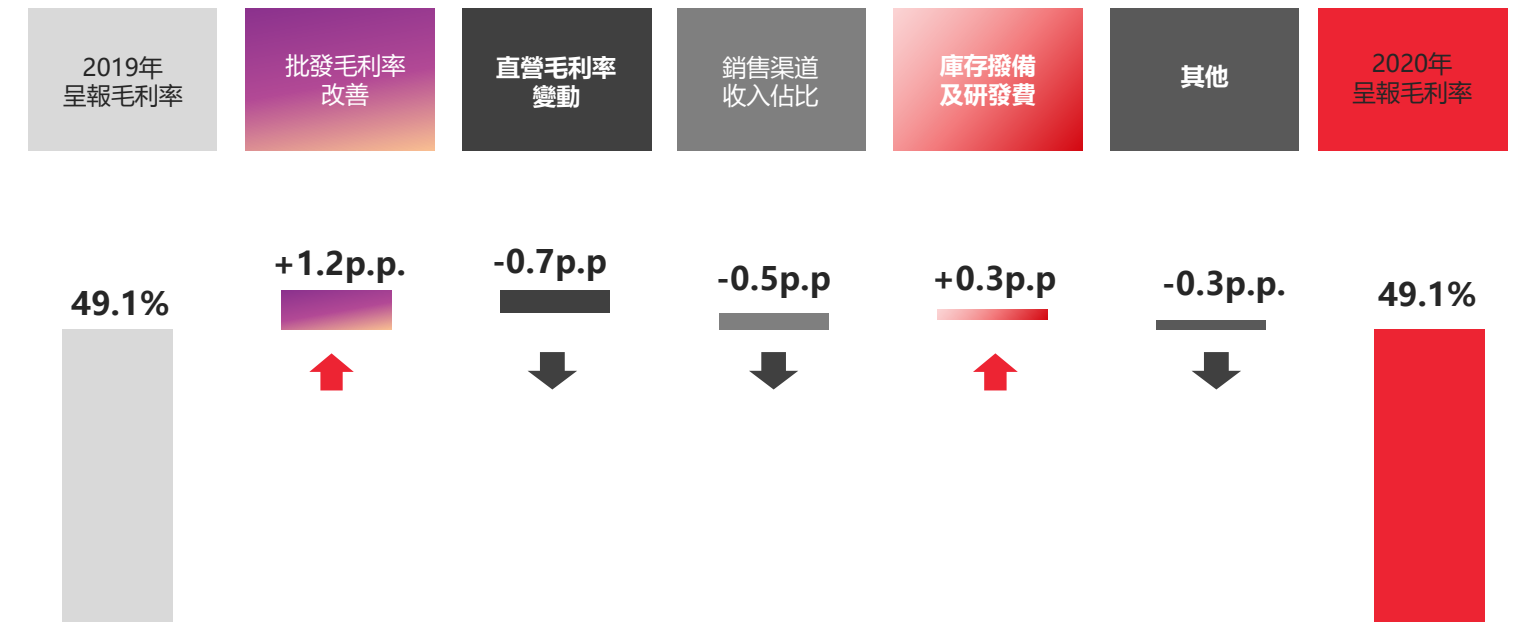 2019年
呈報毛利率
批發毛利率
改善
直營毛利率
變動
銷售渠道
收入佔比
庫存撥備
及研發費
其他
2020年
呈報毛利率
49.1%
+1.2p.p.
-0.7p.p
-0.5p.p
+0.3p.p
-0.3p.p.
49.1%